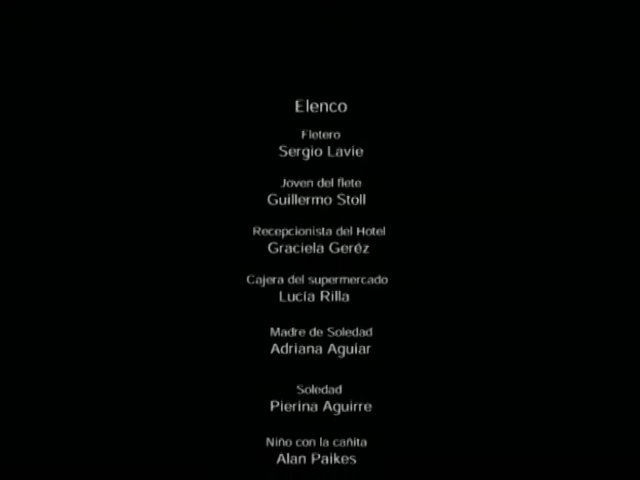 Elenco
Fletero
Sergio Lavie
Joven del flete
Guillermo Stoll
Recepcionista del Hotel
Graciela Geréz
Cajera del supermercado
Lucía Rilla
Madre de Soledad
Adriana Aguiar
Soledad
Pierina Aguirre
Niño con la cañita
Alan Paikes